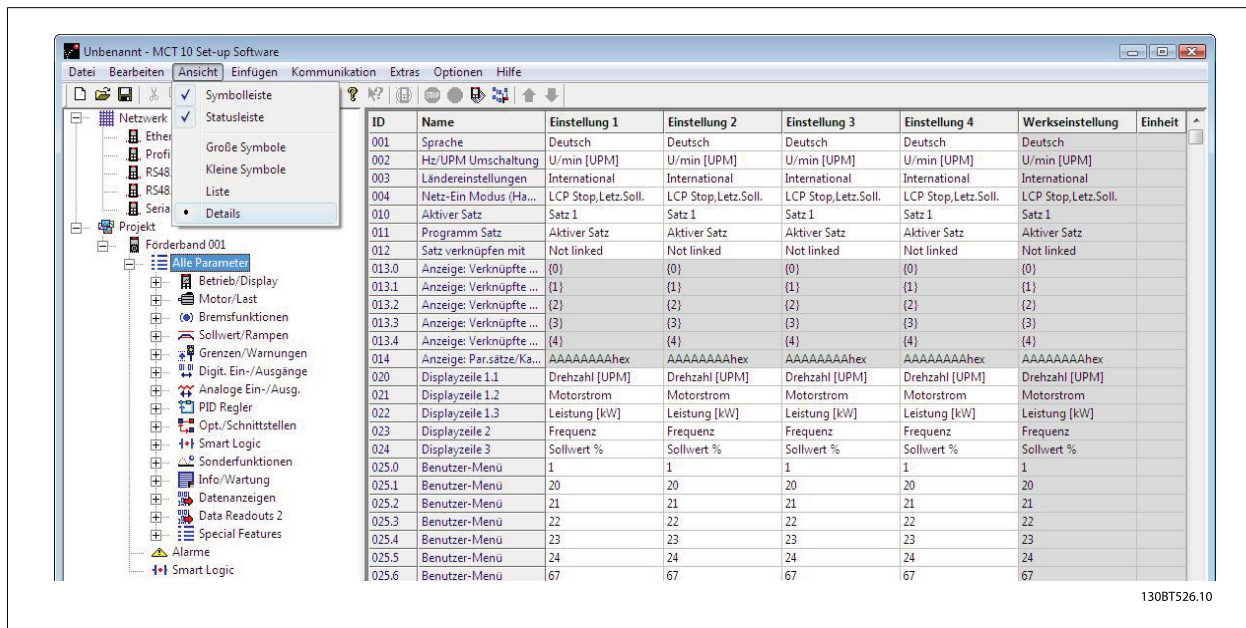 Unbenannt - MCT 10 Set-up Software
Datei Bearbeiten Ansicht Einfügen Kommunikation Extras Optionen Hilfe
Symbolleiste
Statusleiste
Große Symbole
Kleine Symbole
Liste
Details
Netzwerk
Ether
Profi
RS48
RS48
Seria
Projekt
Förderband 001
Alle Parameter
Betrieb/Display
Motor/Last
Bremsfunktionen
Sollwert/Rampen
Grenzen/Warnungen
Digit. Ein-/Ausgänge
Analoge Ein-/Ausg.
PID Regler
Opt./Schnittstellen
Smart Logic
Sonderfunktionen
Info/Wartung
Datenanzeigen
Data Readouts 2
Special Features
Alarme
Smart Logic
ID Name Einstellung 1 Einstellung 2 Einstellung 3 Einstellung 4 Werkseinstellung Einheit
001 Sprache Deutsch Deutsch Deutsch Deutsch Deutsch
002 Hz/UPM Umschaltung U/min [UPM] U/min [UPM] U/min [UPM] U/min [UPM] U/min [UPM]
003 Ländereinstellungen International International International International International
004 Netz-Ein Modus (Ha... LCP Stop,Letz.Soll. LCP Stop,Letz.Soll. LCP Stop,Letz.Soll. LCP Stop,Letz.Soll. LCP Stop,Letz.Soll.
010 Aktiver Satz Satz 1 Satz 1 Satz 1 Satz 1 Satz 1
011 Programm Satz Aktiver Satz Aktiver Satz Aktiver Satz Aktiver Satz Aktiver Satz
012 Satz verknüpfen mit Not linked Not linked Not linked Not linked Not linked
013.0 Anzeige: Verknüpfte ... {0} {0} {0} {0} {0}
013.1 Anzeige: Verknüpfte ... {1} {1} {1} {1} {1}
013.2 Anzeige: Verknüpfte ... {2} {2} {2} {2} {2}
013.3 Anzeige: Verknüpfte ... {3} {3} {3} {3} {3}
013.4 Anzeige: Verknüpfte ... {4} {4} {4} {4} {4}
014 Anzeige: Par.sätze/Ka... AAAAAAAAhex AAAAAAAAhex AAAAAAAAhex AAAAAAAAhex AAAAAAAAhex
020 Displayzeile 1.1 Drehzahl [UPM] Drehzahl [UPM] Drehzahl [UPM] Drehzahl [UPM] Drehzahl [UPM]
021 Displayzeile 1.2 Motorstrom Motorstrom Motorstrom Motorstrom Motorstrom
022 Displayzeile 1.3 Leistung [kW] Leistung [kW] Leistung [kW] Leistung [kW] Leistung [kW]
023 Displayzeile 2 Frequenz Frequenz Frequenz Frequenz Frequenz
024 Displayzeile 3 Sollwert % Sollwert % Sollwert % Sollwert % Sollwert %
025.0 Benutzer-Menü 1 1 1 1 1
025.1 Benutzer-Menü 20 20 20 20 20
025.2 Benutzer-Menü 21 21 21 21 21
025.3 Benutzer-Menü 22 22 22 22 22
025.4 Benutzer-Menü 23 23 23 23 23
025.5 Benutzer-Menü 24 24 24 24 24
025.6 Benutzer-Menü 67 67 67 67 67
130BT526.10